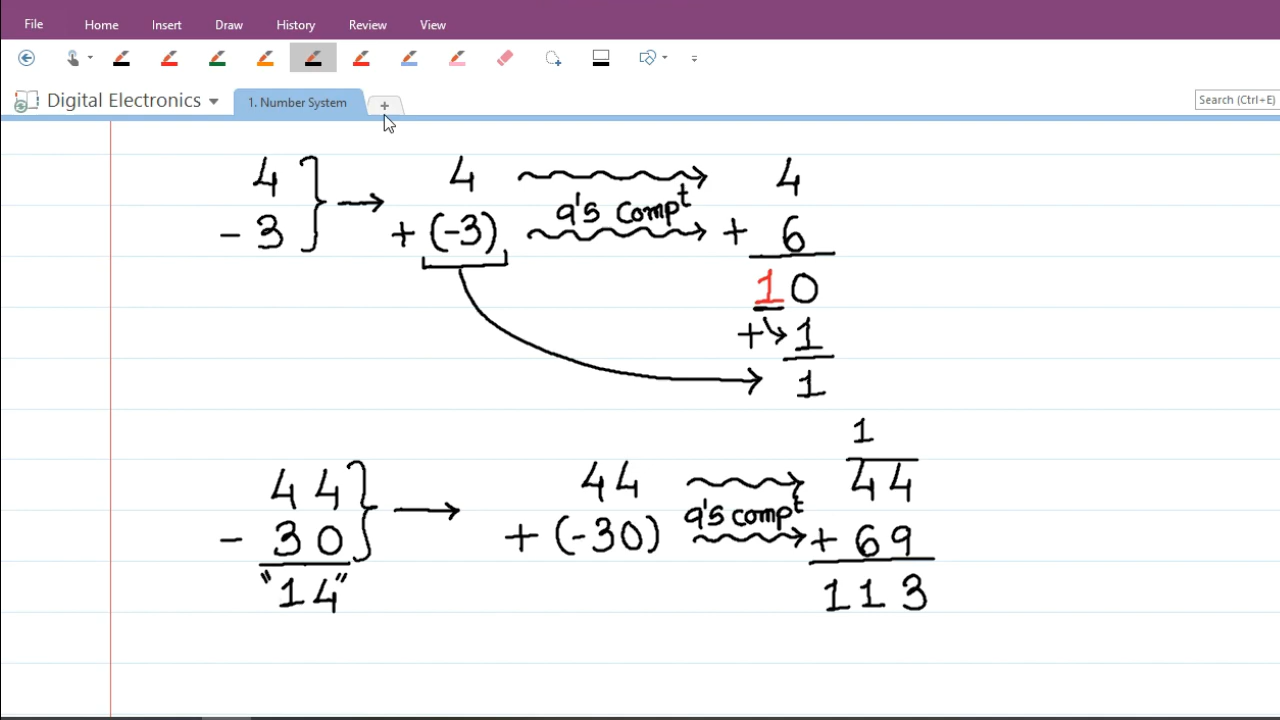 File Home Insert Draw History Review View
Digital Electronics 1. Number System +
Search (Ctrl+E)
4 4 4
9's Compt
- 3 + (-3) + 6
10
+ 1
1
1
44 44 44
9's compt
- 30 + (-30) + 69
"14" 113